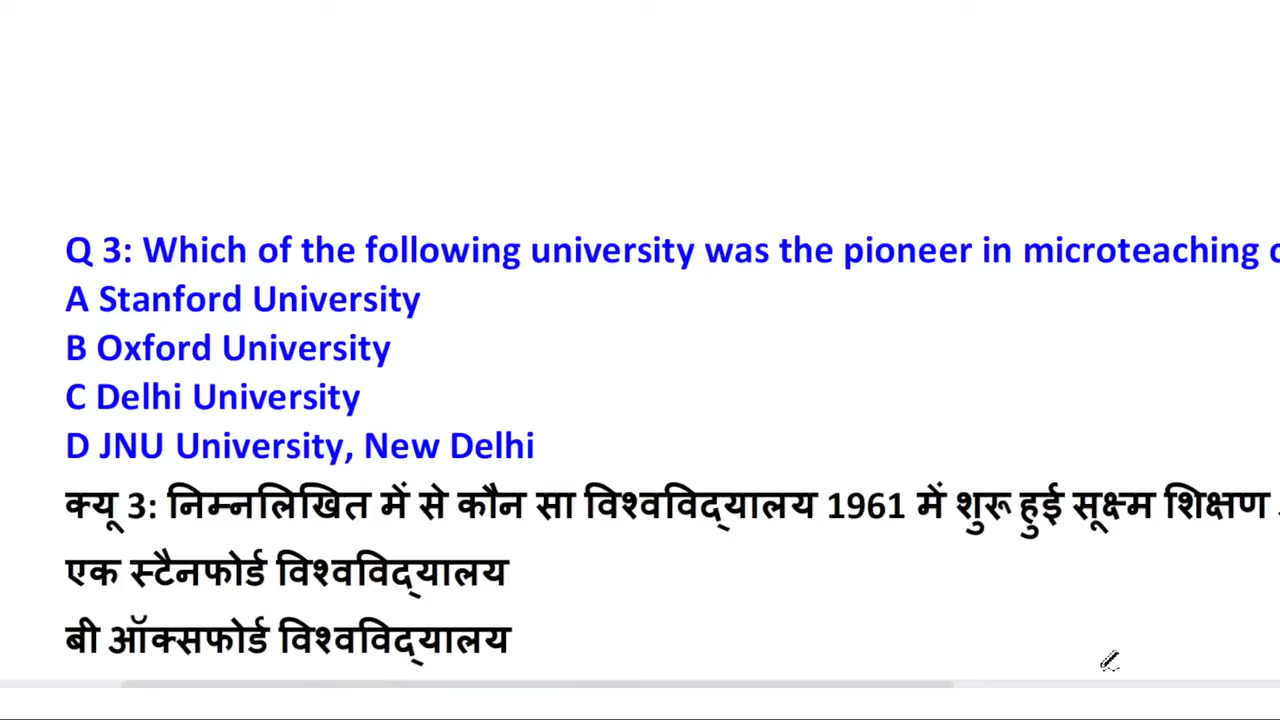 Q 3: Which of the following university was the pioneer in microteaching
A Stanford University
B Oxford University
C Delhi University
D JNU University, New Delhi
क्यू 3: निम्नलिखित में से कौन सा विश्वविद्यालय 1961 में शुरू हुई सूक्ष्म शिक्षण
एक स्टैनफोर्ड विश्वविद्यालय
बी ऑक्सफोर्ड विश्वविद्यालय